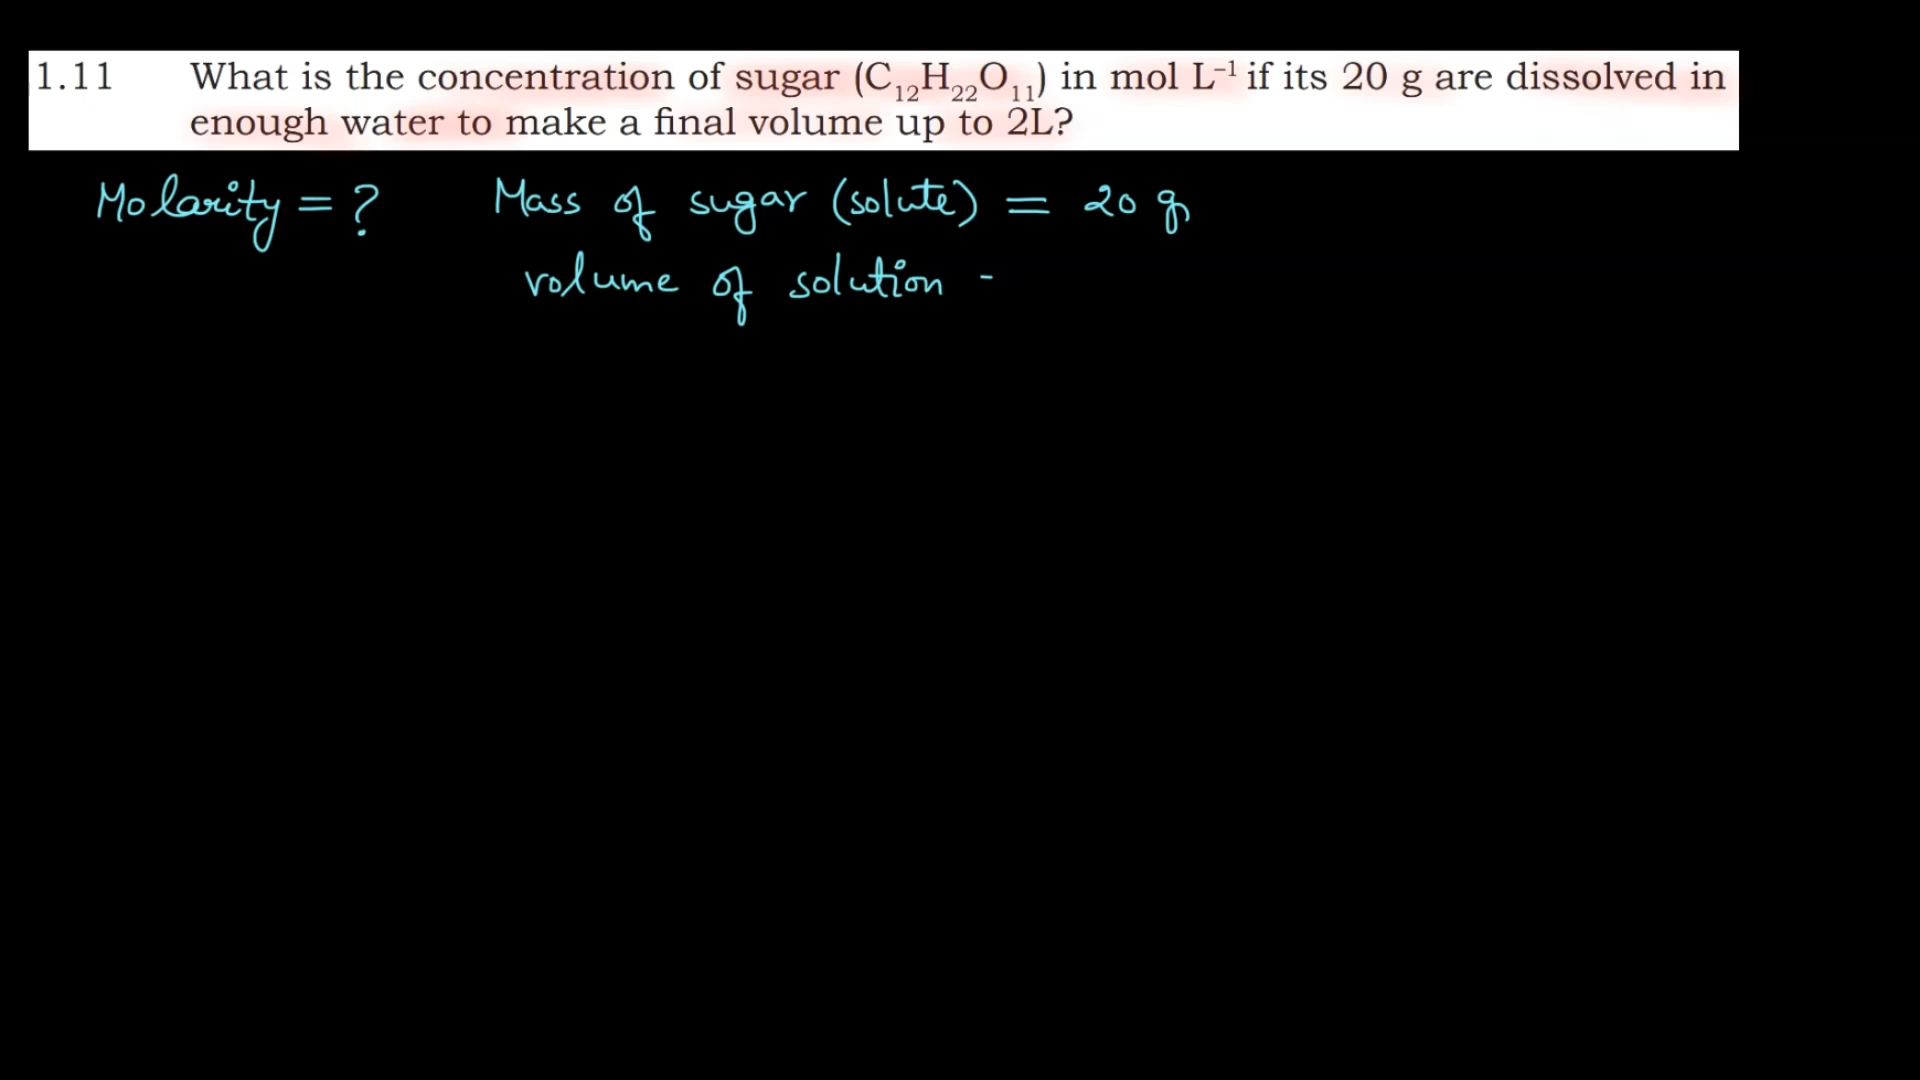 1.11 What is the concentration of sugar (C₁₂H₂₂O₁₁) in mol L⁻¹ if its 20 g are dissolved in
enough water to make a final volume up to 2L?
Molarity = ? Mass of sugar (solute) = 20 g
volume of solution -